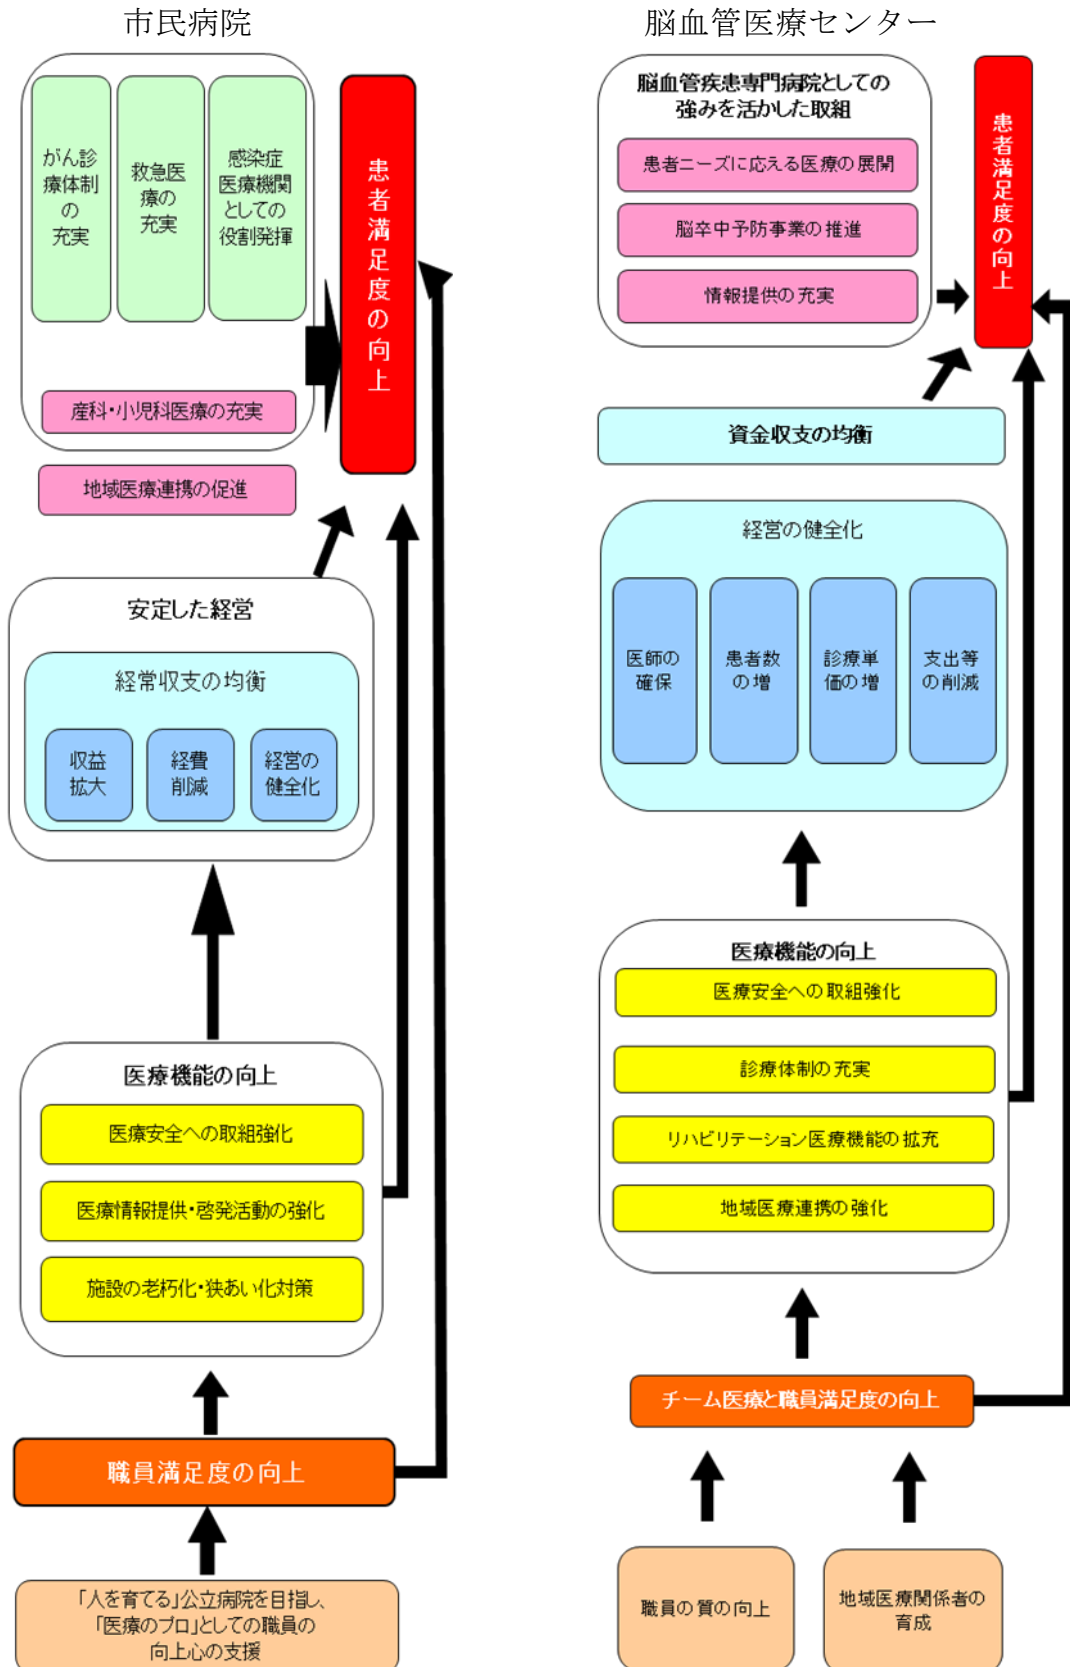 市民病院
がん診
療体制
の
充実
救急医
療の
充実
感染症
医療機関
としての
役割発揮
産科・小児科医療の充実
地域医療連携の促進
患者満足度の向上
安定した経営
経常収支の均衡
収益
拡大
経費
削減
経営の
健全化
医療機能の向上
医療安全への取組強化
医療情報提供・啓発活動の強化
施設の老朽化・狭あい化対策
職員満足度の向上
「人を育てる」公立病院を目指し、
「医療のプロ」としての職員の
向上心の支援
脳血管医療センター
脳血管疾患専門病院としての
強みを活かした取組
患者ニーズに応える医療の展開
脳卒中予防事業の推進
情報提供の充実
患者満足度の向上
資金収支の均衡
経営の健全化
医師の
確保
患者数
の増
診療単
価の増
支出等
の削減
医療機能の向上
医療安全への取組強化
診療体制の充実
リハビリテーション医療機能の拡充
地域医療連携の強化
チーム医療と職員満足度の向上
職員の質の向上
地域医療関係者の
育成